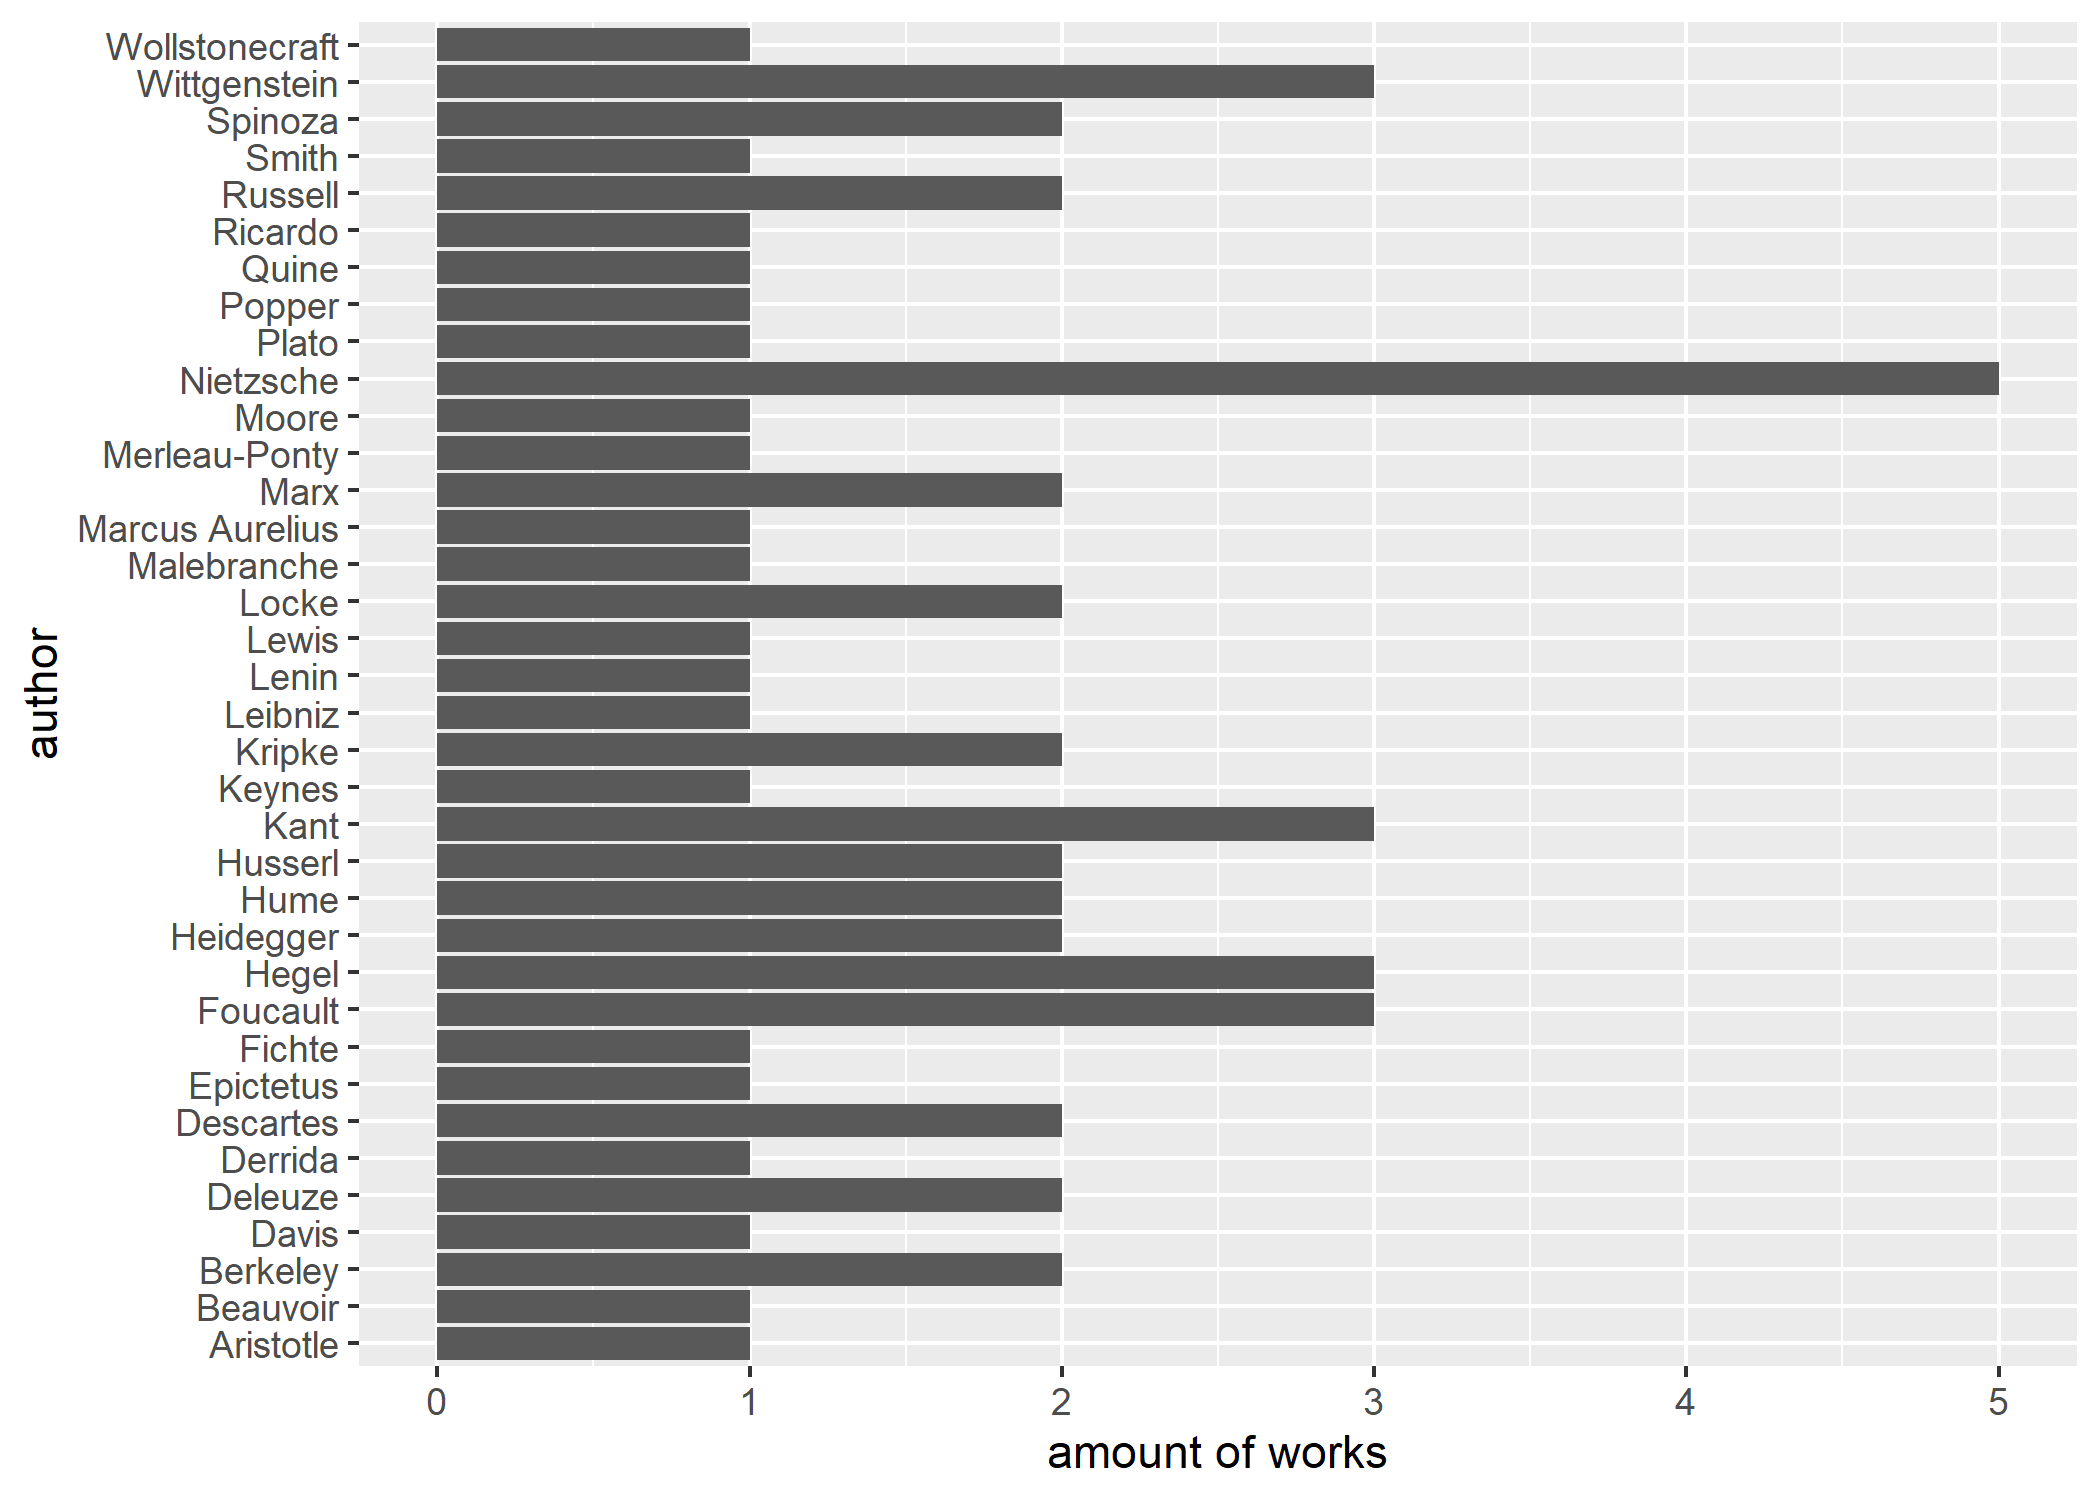 Wollstonecraft
Wittgenstein
Spinoza
Smith
Russell
Ricardo
Quine
Popper
Plato
Nietzsche
Moore
Merleau-Ponty
Marx
Marcus Aurelius
Malebranche
Locke
Lewis
Lenin
Leibniz
Kripke
Keynes
Kant
Husserl
Hume
Heidegger
Hegel
Foucault
Fichte
Epictetus
Descartes
Derrida
Deleuze
Davis
Berkeley
Beauvoir
Aristotle
author
0 1 2 3 4 5
amount of works